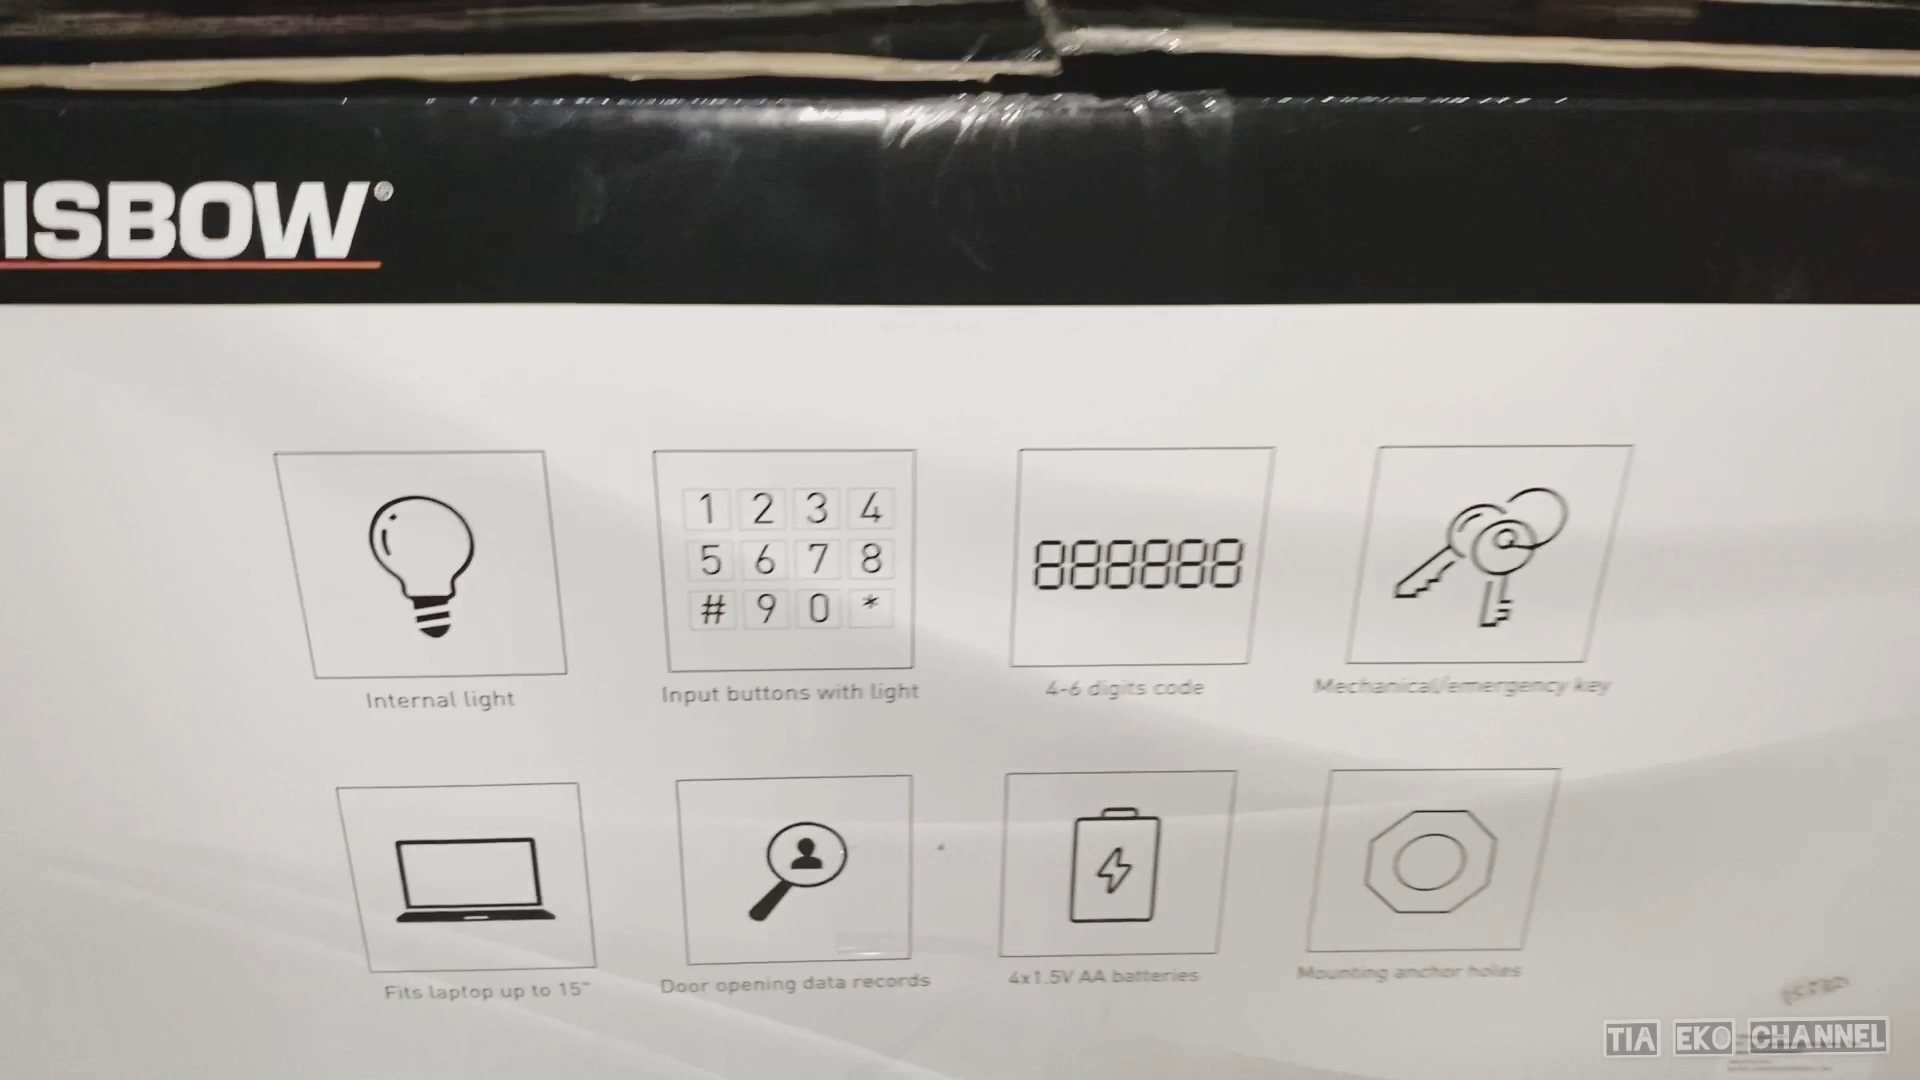 ISBOW®
1 2 3 4
5 6 7 8
# 9 0 *
888888
Internal light
Input buttons with light
4-6 digits code
Mechanical/emergency key
Fits laptop up to 15"
Door opening data records
4x1.5V AA batteries
Mounting anchor holes
TIA EKO CHANNEL